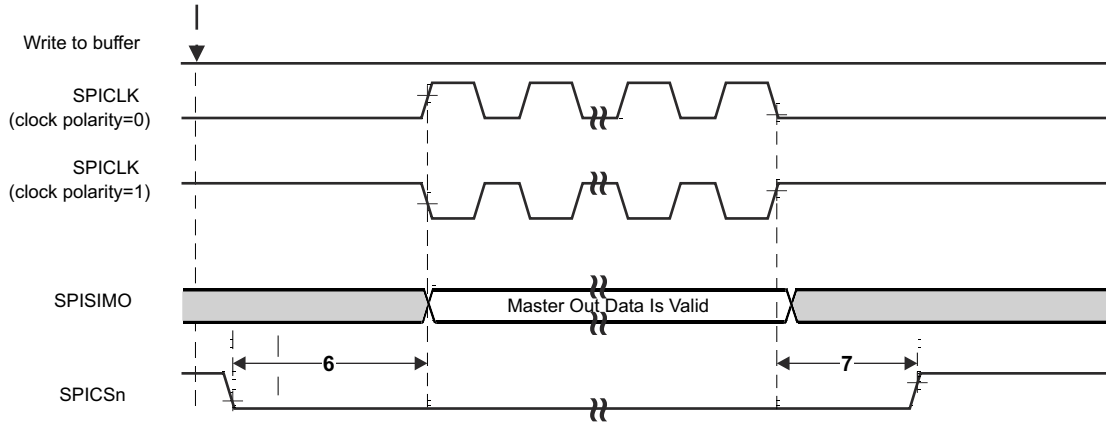 Write to buffer
SPICLK
(clock polarity=0)
SPICLK
(clock polarity=1)
SPISIMO
Master Out Data Is Valid
6
7
SPICSn